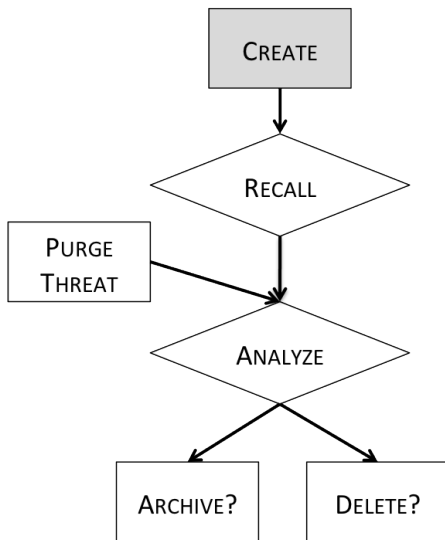 CREATE
RECALL
PURGE
THREAT
ANALYZE
ARCHIVE?
DELETE?